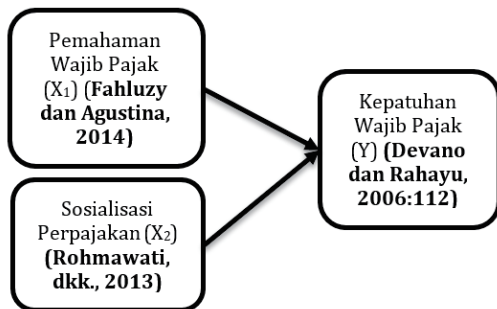 Pemahaman
Wajib Pajak
(X₁) (Fahluzy
dan Agustina,
2014)
Sosialisasi
Perpajakan (X₂)
(Rohmawati,
dkk., 2013)
Kepatuhan
Wajib Pajak
(Y) (Devano
dan Rahayu,
2006:112)